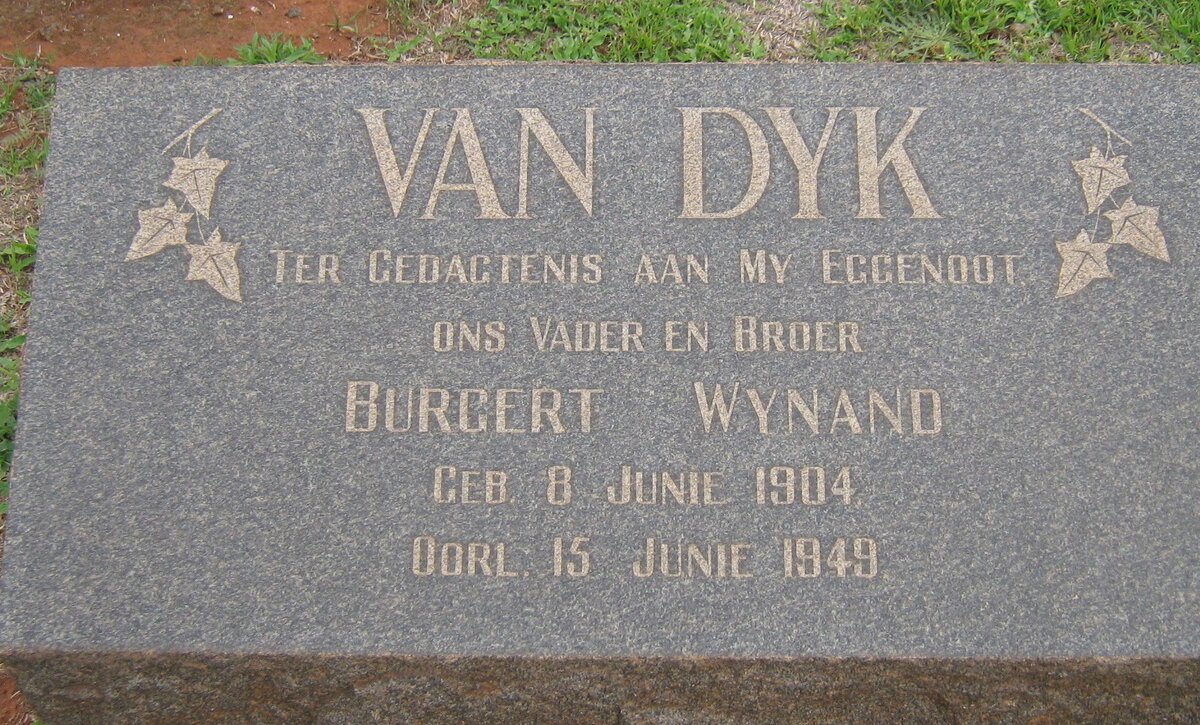 VAN DYK
TER GEDAGTENIS AAN MY EGGENOOT,
ONS VADER EN BROER
BURGERT WYNAND
GEB. 8 JUNIE 1904.
OORL. 15 JUNIE 1949.